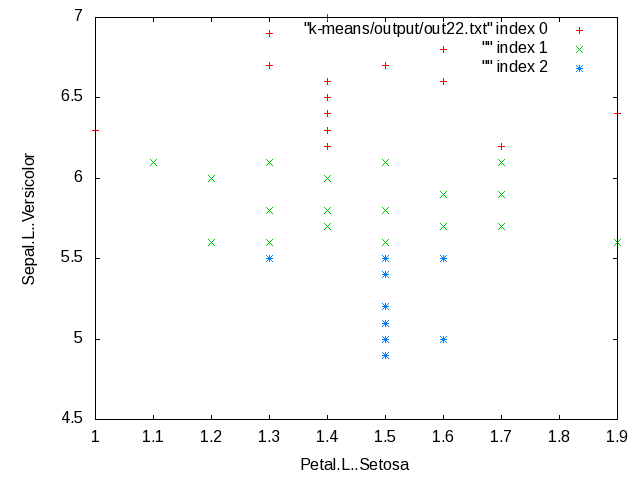 "k-means/output/out22.txt" index 0
"" index 1
"" index 2
7
6.5
6
5.5
5
4.5
Sepal.L..Versicolor
1 1.1 1.2 1.3 1.4 1.5 1.6 1.7 1.8 1.9
Petal.L..Setosa